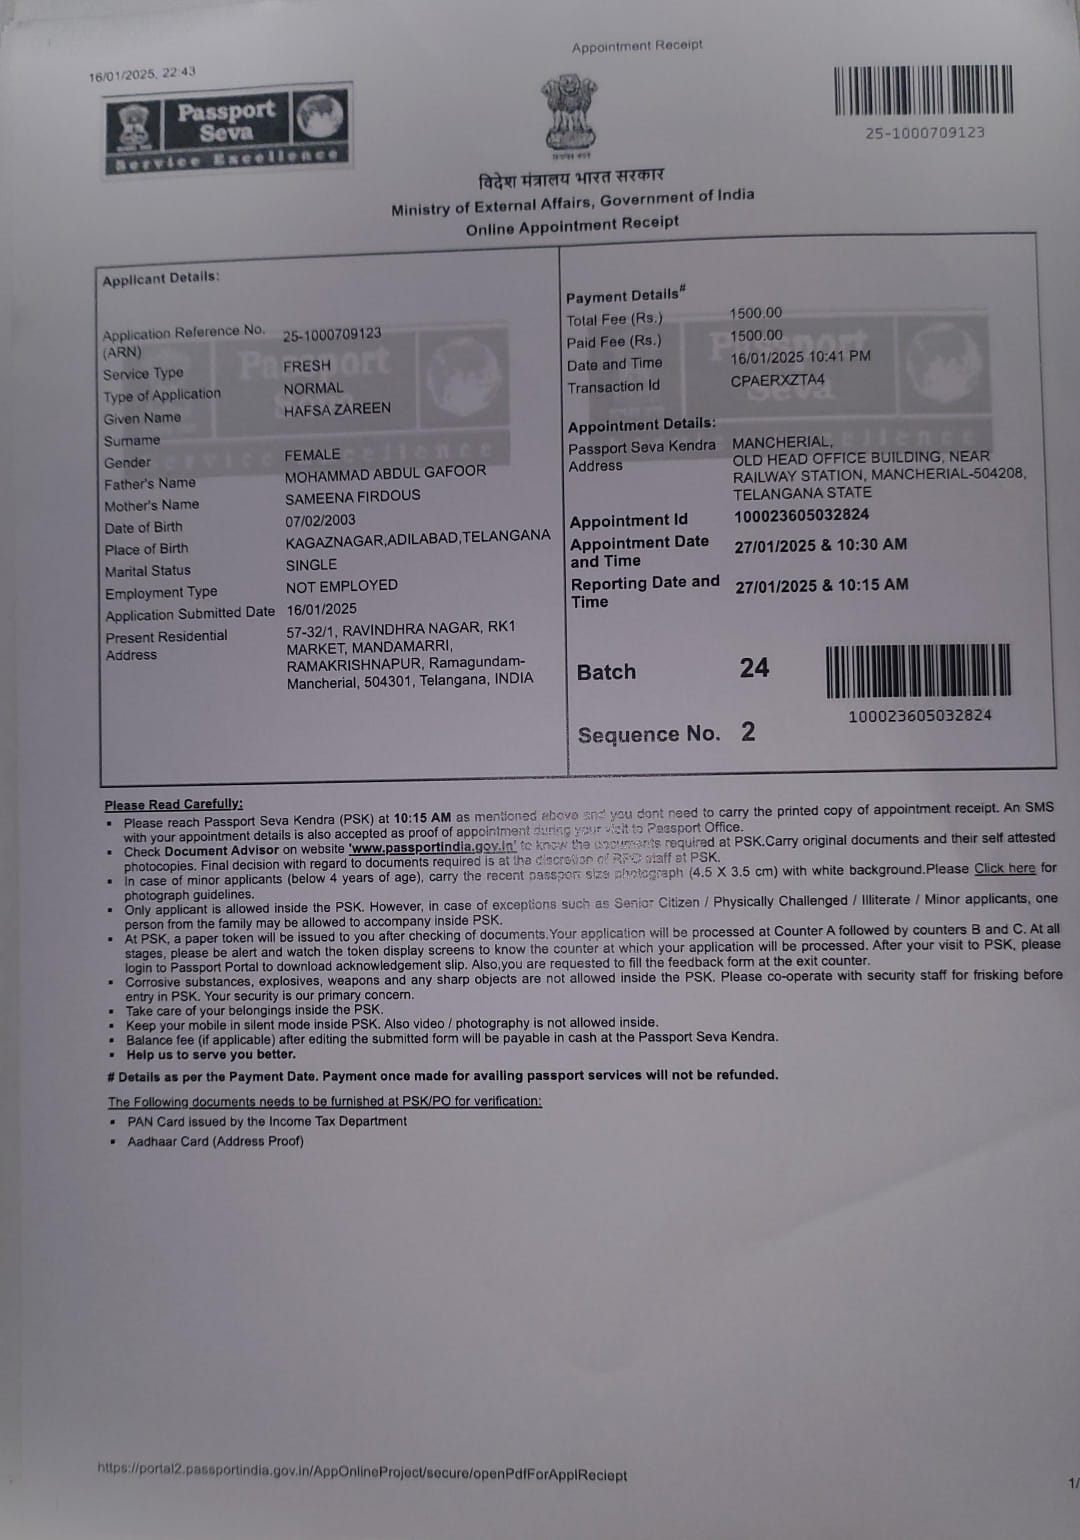 Appointment Receipt
16/01/2025, 22:43
Passport
Seva
Service Excellence
25-1000709123
विदेश मंत्रालय भारत सरकार
Ministry of External Affairs, Government of India
Online Appointment Receipt
Applicant Details:
Application Reference No. 25-1000709123
(ARN)
Service Type FRESH
Type of Application NORMAL
Given Name HAFSA ZAREEN
Surname
Gender FEMALE
Father's Name MOHAMMAD ABDUL GAFOOR
Mother's Name SAMEENA FIRDOUS
Date of Birth 07/02/2003
Place of Birth KAGAZNAGAR,ADILABAD,TELANGANA
Marital Status SINGLE
Employment Type NOT EMPLOYED
Application Submitted Date 16/01/2025
Present Residential 57-32/1, RAVINDHRA NAGAR, RK1
Address MARKET, MANDAMARRI,
RAMAKRISHNAPUR, Ramagundam-
Mancherial, 504301, Telangana, INDIA
Payment Details#
Total Fee (Rs.) 1500.00
Paid Fee (Rs.) 1500.00
Date and Time 16/01/2025 10:41 PM
Transaction Id CPAERXZTA4
Appointment Details:
Passport Seva Kendra MANCHERIAL,
Address OLD HEAD OFFICE BUILDING, NEAR
RAILWAY STATION, MANCHERIAL-504208,
TELANGANA STATE
Appointment Id 100023605032824
Appointment Date 27/01/2025 & 10:30 AM
and Time
Reporting Date and 27/01/2025 & 10:15 AM
Time
Batch 24
100023605032824
Sequence No. 2
Please Read Carefully:
▪ Please reach Passport Seva Kendra (PSK) at 10:15 AM as mentioned above and you dont need to carry the printed copy of appointment receipt. An SMS
with your appointment details is also accepted as proof of appointment during your visit to Passport Office.
▪ Check Document Advisor on website 'www.passportindia.gov.in' to know the documents required at PSK.Carry original documents and their self attested
photocopies. Final decision with regard to documents required is at the discretion of RPO staff at PSK.
▪ In case of minor applicants (below 4 years of age), carry the recent passport size photograph (4.5 X 3.5 cm) with white background.Please Click here for
photograph guidelines.
▪ Only applicant is allowed inside the PSK. However, in case of exceptions such as Senior Citizen / Physically Challenged / Illiterate / Minor applicants, one
person from the family may be allowed to accompany inside PSK.
▪ At PSK, a paper token will be issued to you after checking of documents.Your application will be processed at Counter A followed by counters B and C. At all
stages, please be alert and watch the token display screens to know the counter at which your application will be processed. After your visit to PSK, please
login to Passport Portal to download acknowledgement slip. Also,you are requested to fill the feedback form at the exit counter.
▪ Corrosive substances, explosives, weapons and any sharp objects are not allowed inside the PSK. Please co-operate with security staff for frisking before
entry in PSK. Your security is our primary concern.
▪ Take care of your belongings inside the PSK.
▪ Keep your mobile in silent mode inside PSK. Also video / photography is not allowed inside.
▪ Balance fee (if applicable) after editing the submitted form will be payable in cash at the Passport Seva Kendra.
▪ Help us to serve you better.
# Details as per the Payment Date. Payment once made for availing passport services will not be refunded.
The Following documents needs to be furnished at PSK/PO for verification:
▪ PAN Card issued by the Income Tax Department
▪ Aadhaar Card (Address Proof)
https://portal2.passportindia.gov.in/AppOnlineProject/secure/openPdfForApplReciept
1/